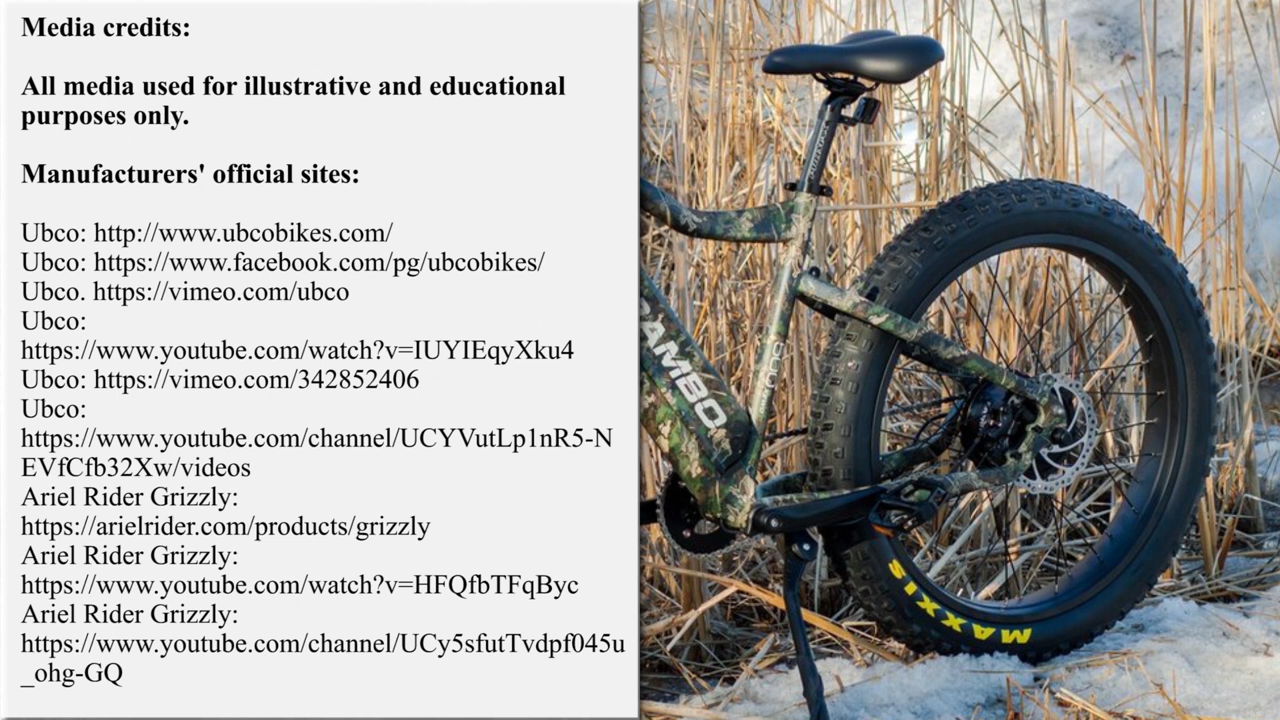 Media credits:
All media used for illustrative and educational
purposes only.
Manufacturers' official sites:
Ubco: http://www.ubcobikes.com/
Ubco: https://www.facebook.com/pg/ubcobikes/
Ubco. https://vimeo.com/ubco
Ubco:
https://www.youtube.com/watch?v=IUYIEqyXku4
Ubco: https://vimeo.com/342852406
Ubco:
https://www.youtube.com/channel/UCYVutLp1nR5-N
EVfCfb32Xw/videos
Ariel Rider Grizzly:
https://arielrider.com/products/grizzly
Ariel Rider Grizzly:
https://www.youtube.com/watch?v=HFQfbTFqByc
Ariel Rider Grizzly:
https://www.youtube.com/channel/UCy5sfutTvdpf045u
_ohg-GQ
AMBO
MAXXIS